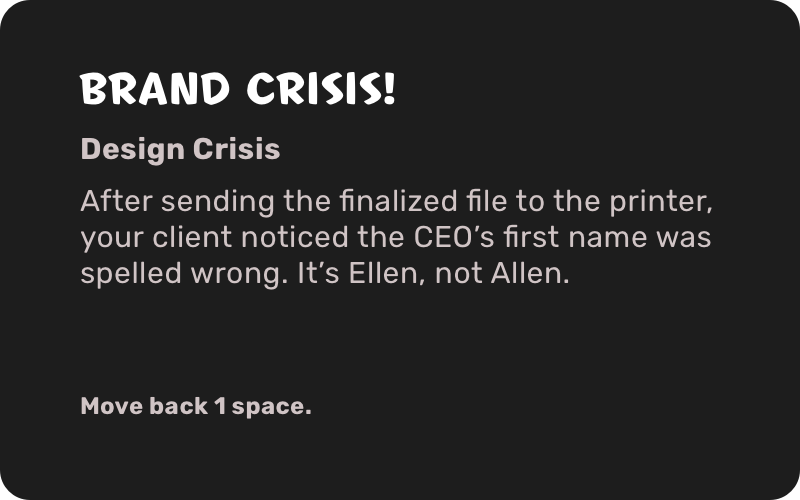 BRAND CRISIS!
Design Crisis
After sending the finalized file to the printer,
your client noticed the CEO’s first name was
spelled wrong. It’s Ellen, not Allen.
Move back 1 space.